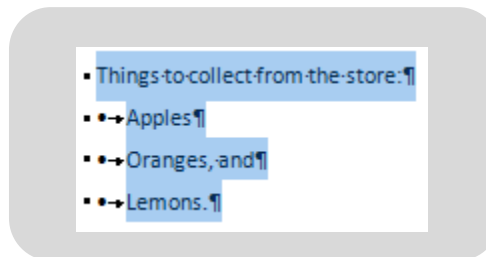 Things to collect from the store:¶
• → Apples¶
• → Oranges, and¶
• → Lemons.¶